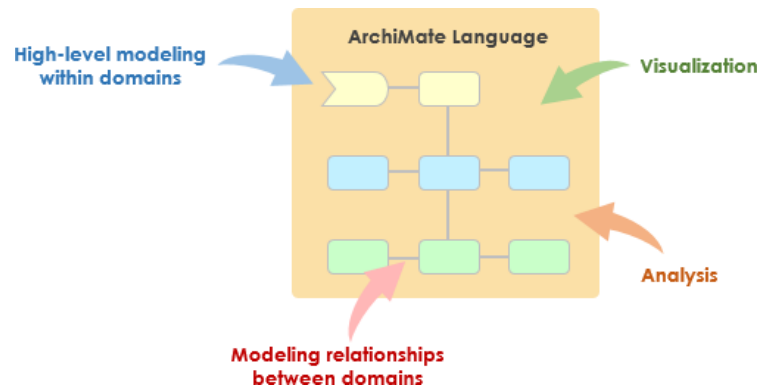 ArchiMate Language
High-level modeling
within domains
Visualization
Analysis
Modeling relationships
between domains